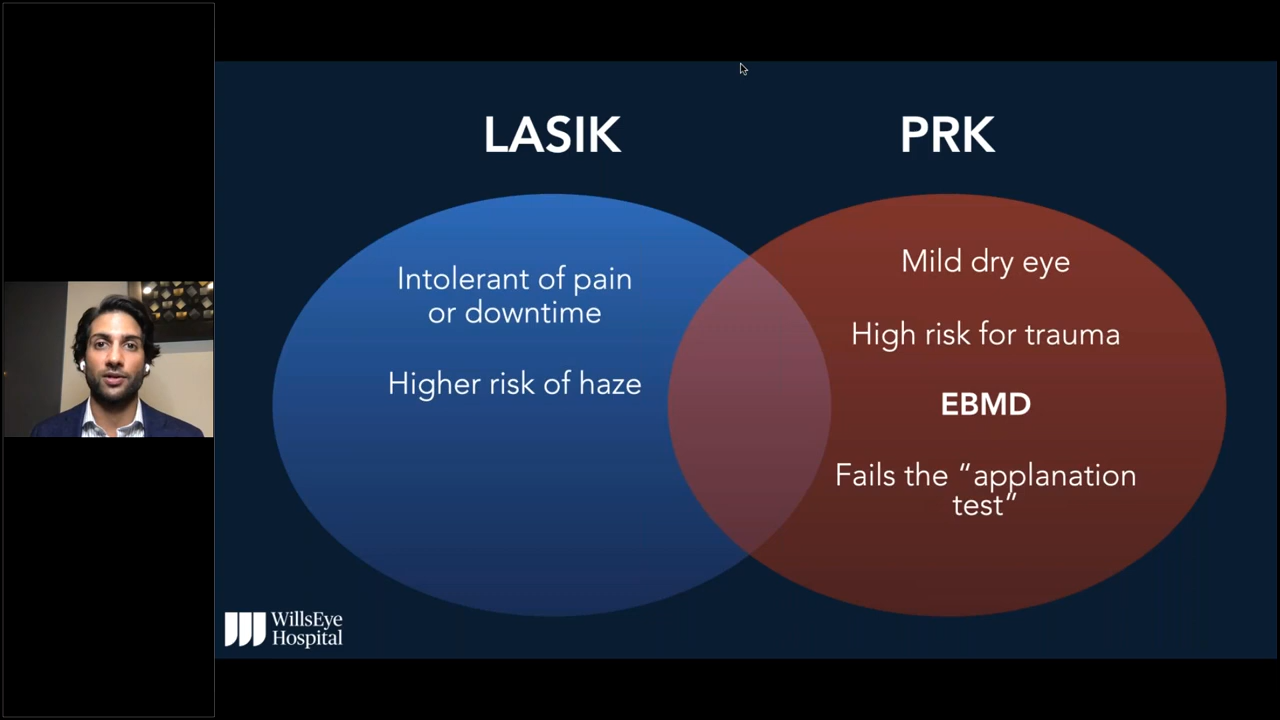 LASIK
PRK
Intolerant of pain
or downtime
Higher risk of haze
Mild dry eye
High risk for trauma
EBMD
Fails the “applanation
test”
WillsEye
Hospital